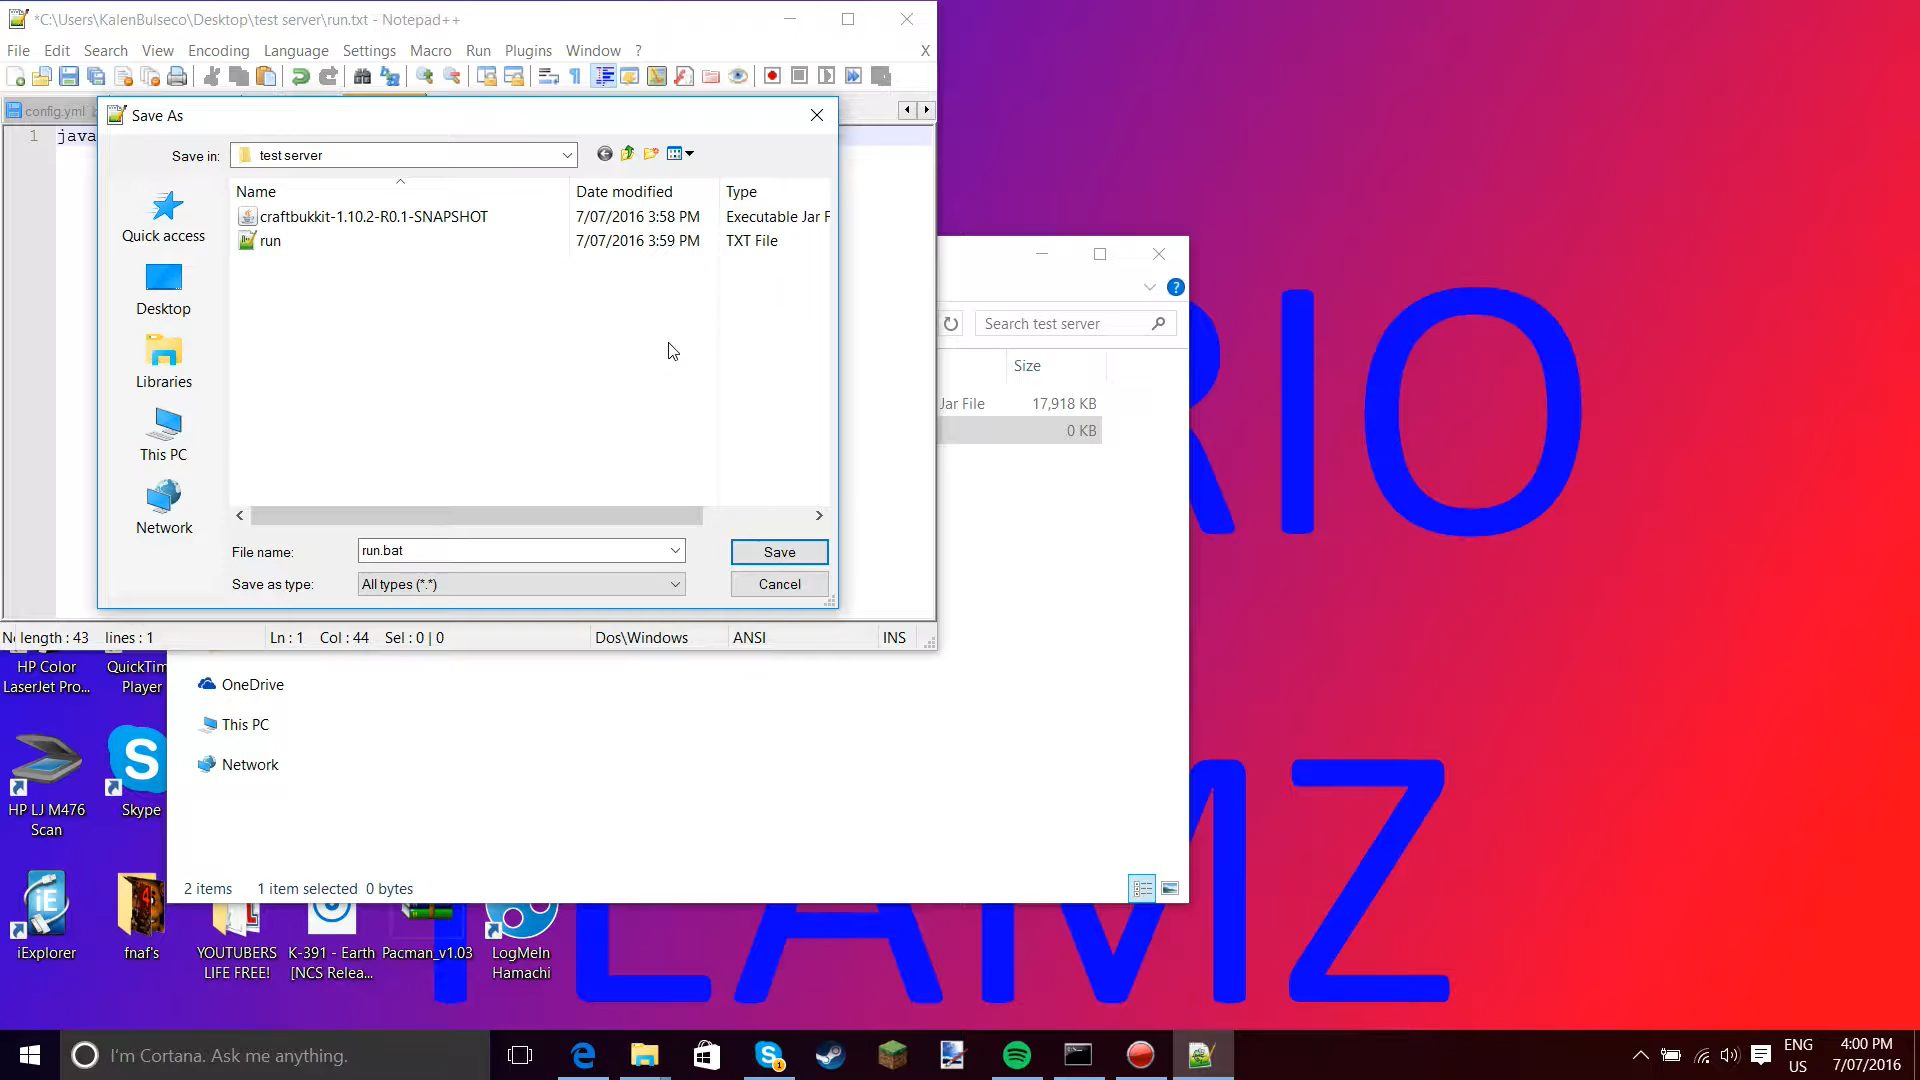 *C:\Users\KalenBulseco\Desktop\test server\run.txt - Notepad++
File Edit Search View Encoding Language Settings Macro Run Plugins Window ? X
config.yml
1 java
Save As
Save in: test server
Name Date modified Type
craftbukkit-1.10.2-R0.1-SNAPSHOT 7/07/2016 3:58 PM Executable Jar F
run 7/07/2016 3:59 PM TXT File
Quick access
Desktop
Libraries
This PC
Network
File name: run.bat Save
Save as type: All types (*.*) Cancel
length : 43 lines : 1 Ln : 1 Col : 44 Sel : 0 | 0 Dos\Windows ANSI INS
Search test server
Size
Jar File 17,918 KB
0 KB
OneDrive
This PC
Network
2 items 1 item selected 0 bytes
RIO
HP Color
LaserJet Pro...
QuickTim
Player
HP LJ M476
Scan
Skype
iExplorer
fnaf's
YOUTUBERS
LIFE FREE!
K-391 - Earth
[NCS Relea...
Pacman_v1.03
LogMeIn
Hamachi
I'm Cortana. Ask me anything.
ENG
US
4:00 PM
7/07/2016